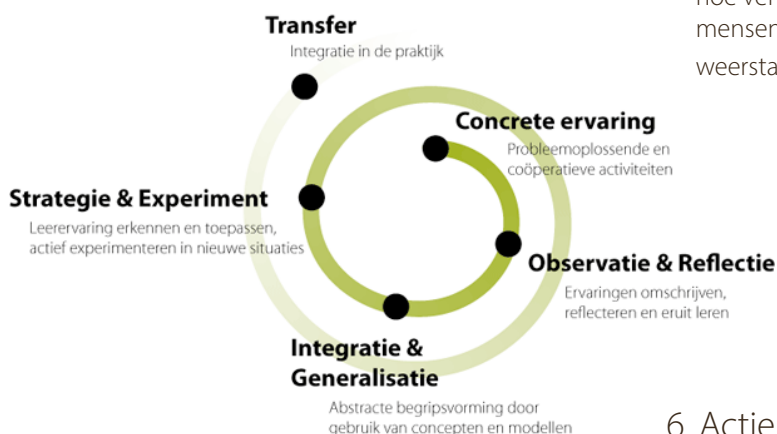 Transfer
Integratie in de praktijk
mensen
Concrete ervaring
Probleemoplossende en
coöperatieve activiteiten
Strategie & Experiment
Leerervaring erkennen en toepassen,
actief experimenteren in nieuwe situaties
Observatie & Reflectie
Ervaringen omschrijven,
reflecteren en eruit leren
Integratie &
Generalisatie
Abstracte begripsvorming door
gebruik van concepten en modellen
6 Actie